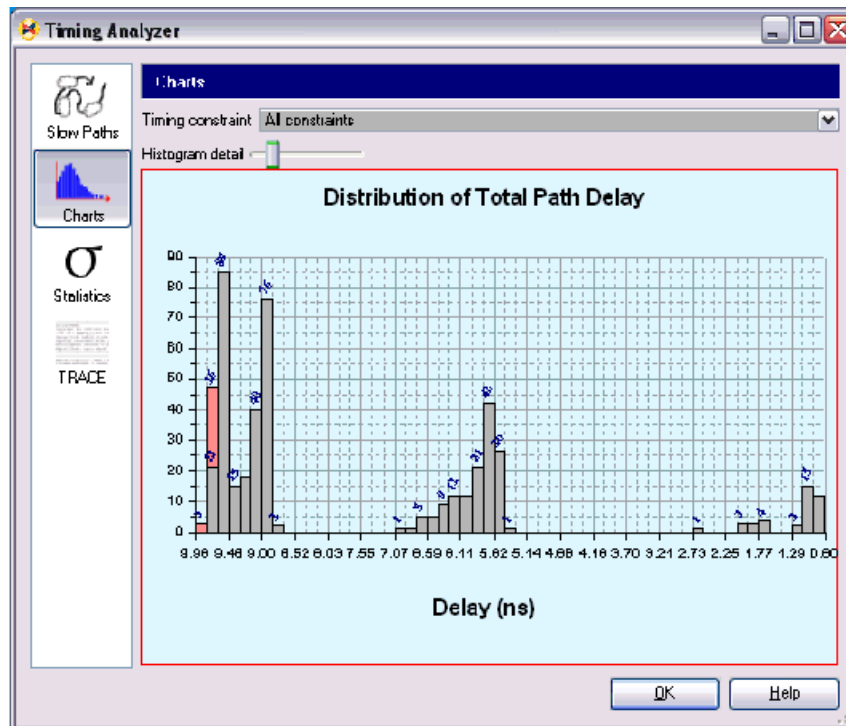 Timing Analyzer
Charts
Slow Paths
Timing constraint All constraints
Histogram detail
Charts
Statistics
TRACE
Distribution of Total Path Delay
90
80
70
60
50
40
30
20
10
0
9.96 9.48 9.00 8.52 8.03 7.55 7.07 6.59 6.11 5.62 5.14 4.66 4.18 3.70 3.21 2.73 2.25 1.77 1.29 0.80
Delay (ns)
OK Help